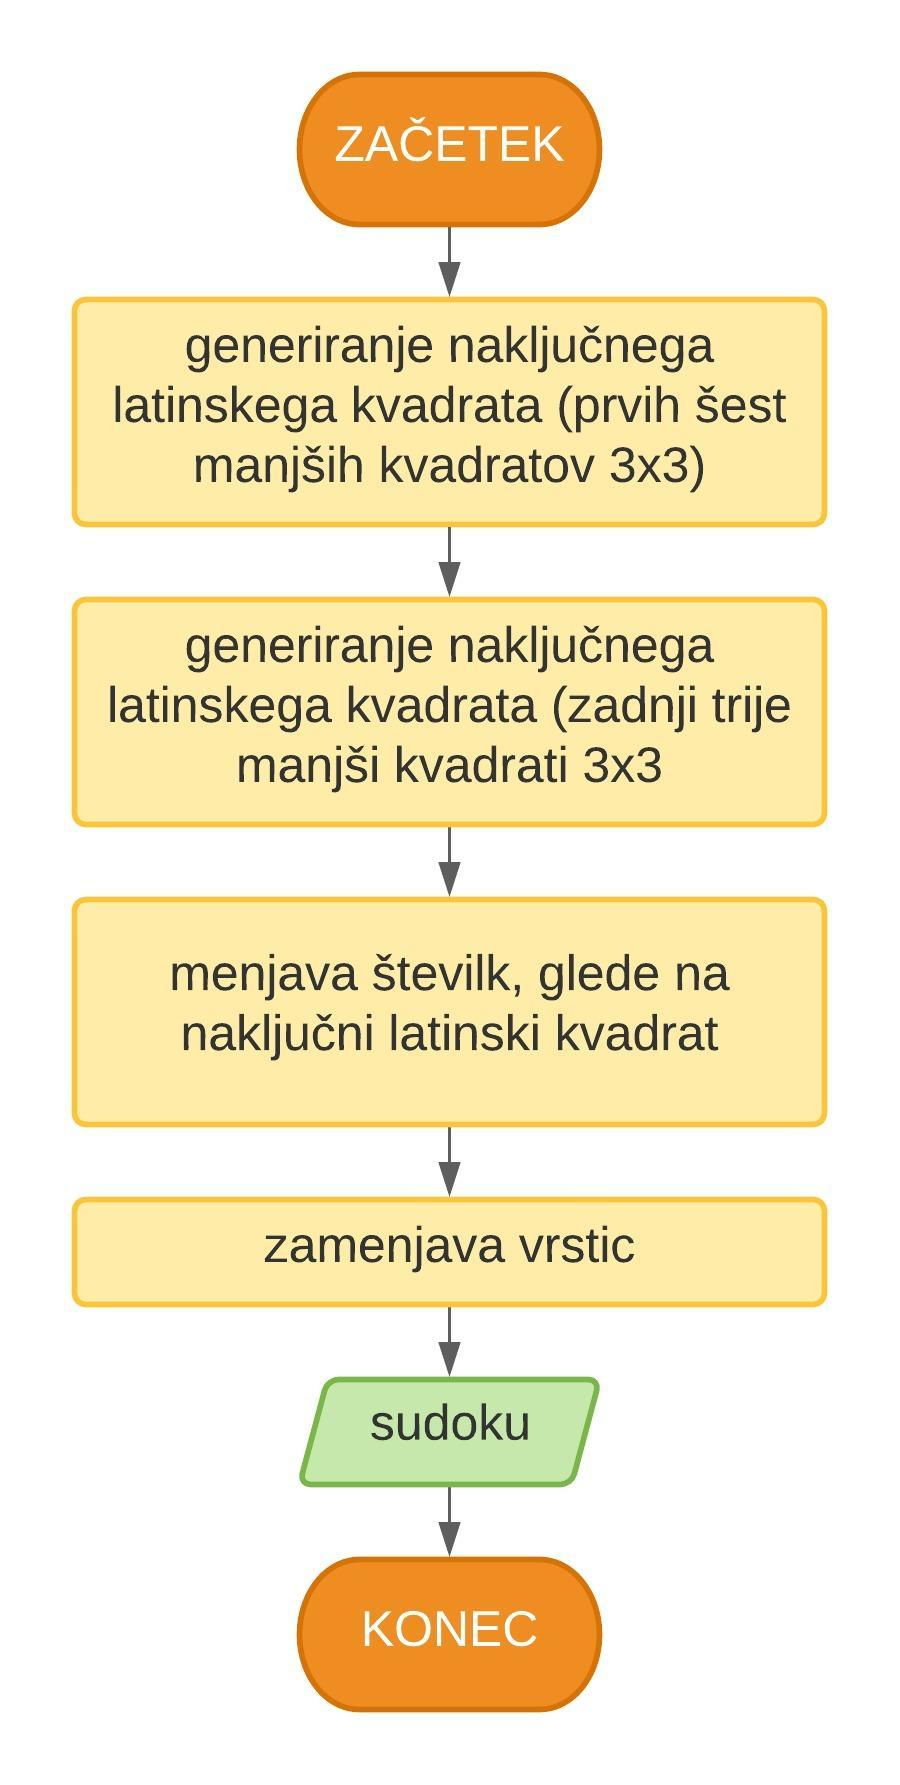 ZAČETEK
generiranje naključnega
latinskega kvadrata (prvih šest
manjših kvadratov 3x3)
generiranje naključnega
latinskega kvadrata (zadnji trije
manjši kvadrati 3x3
menjava številk, glede na
naključni latinski kvadrat
zamenjava vrstic
sudoku
KONEC